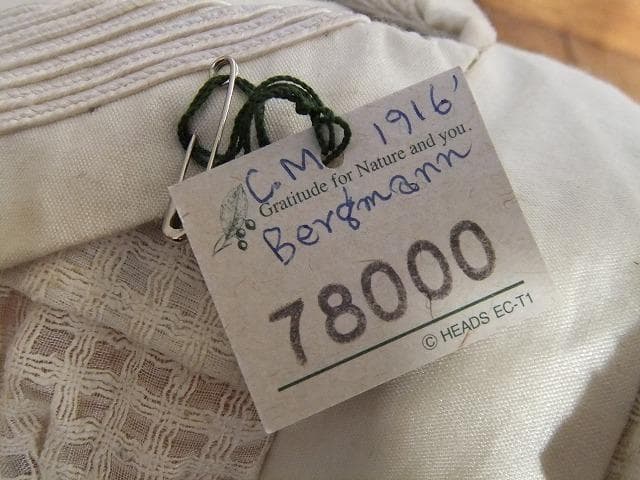 C.M 1916'
Gratitude for Nature and you.
Bergmann
78000
© HEADS EC-T1